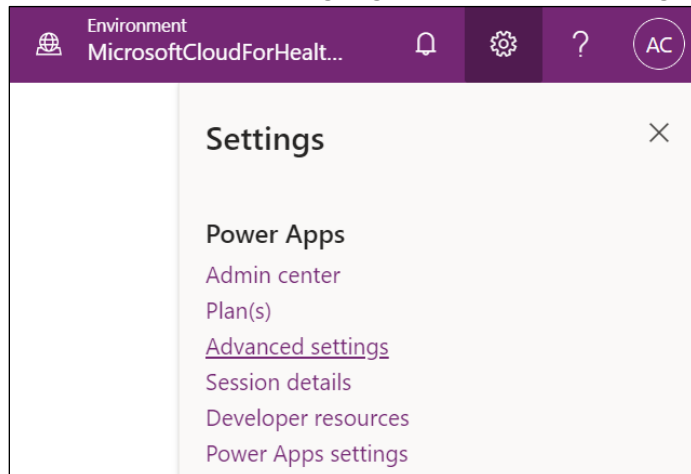 Environment
MicrosoftCloudForHealt...
?
AC
Settings
Power Apps
Admin center
Plan(s)
Advanced settings
Session details
Developer resources
Power Apps settings